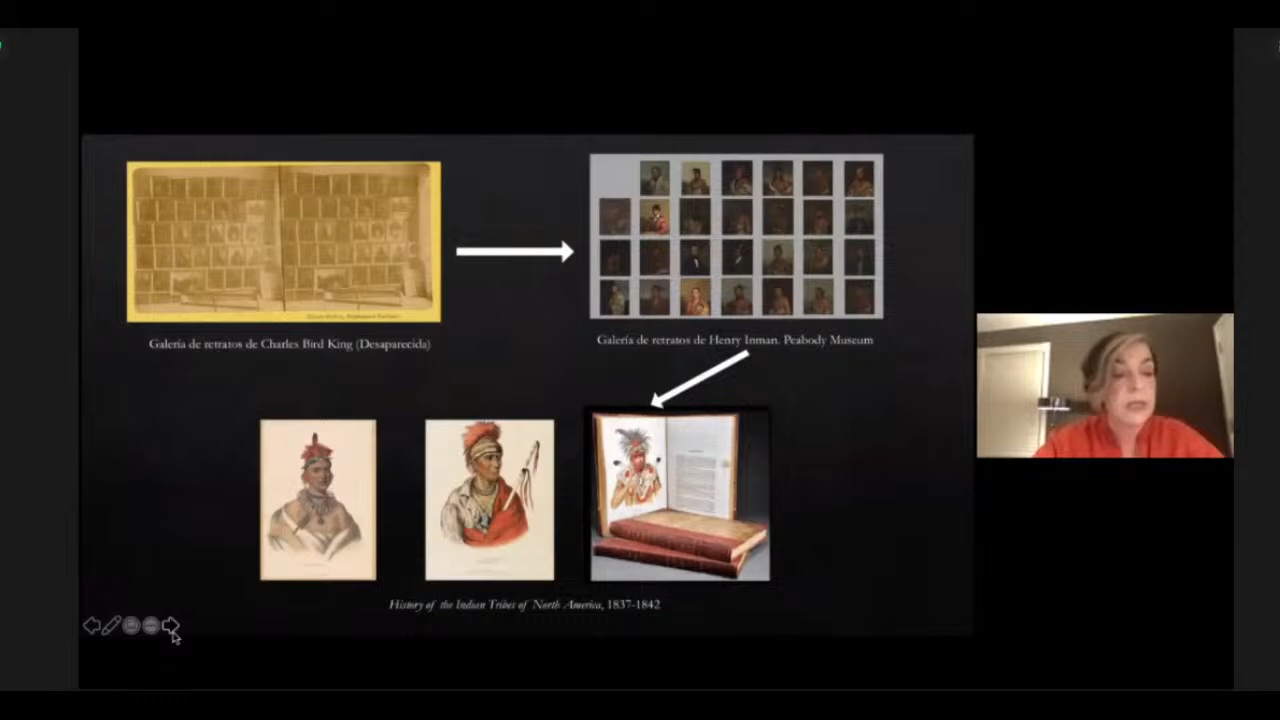 Galería de retratos de Charles Bird King (Desaparecida)
Galería de retratos de Henry Inman. Peabody Museum
History of the Indian Tribes of North America, 1837-1842